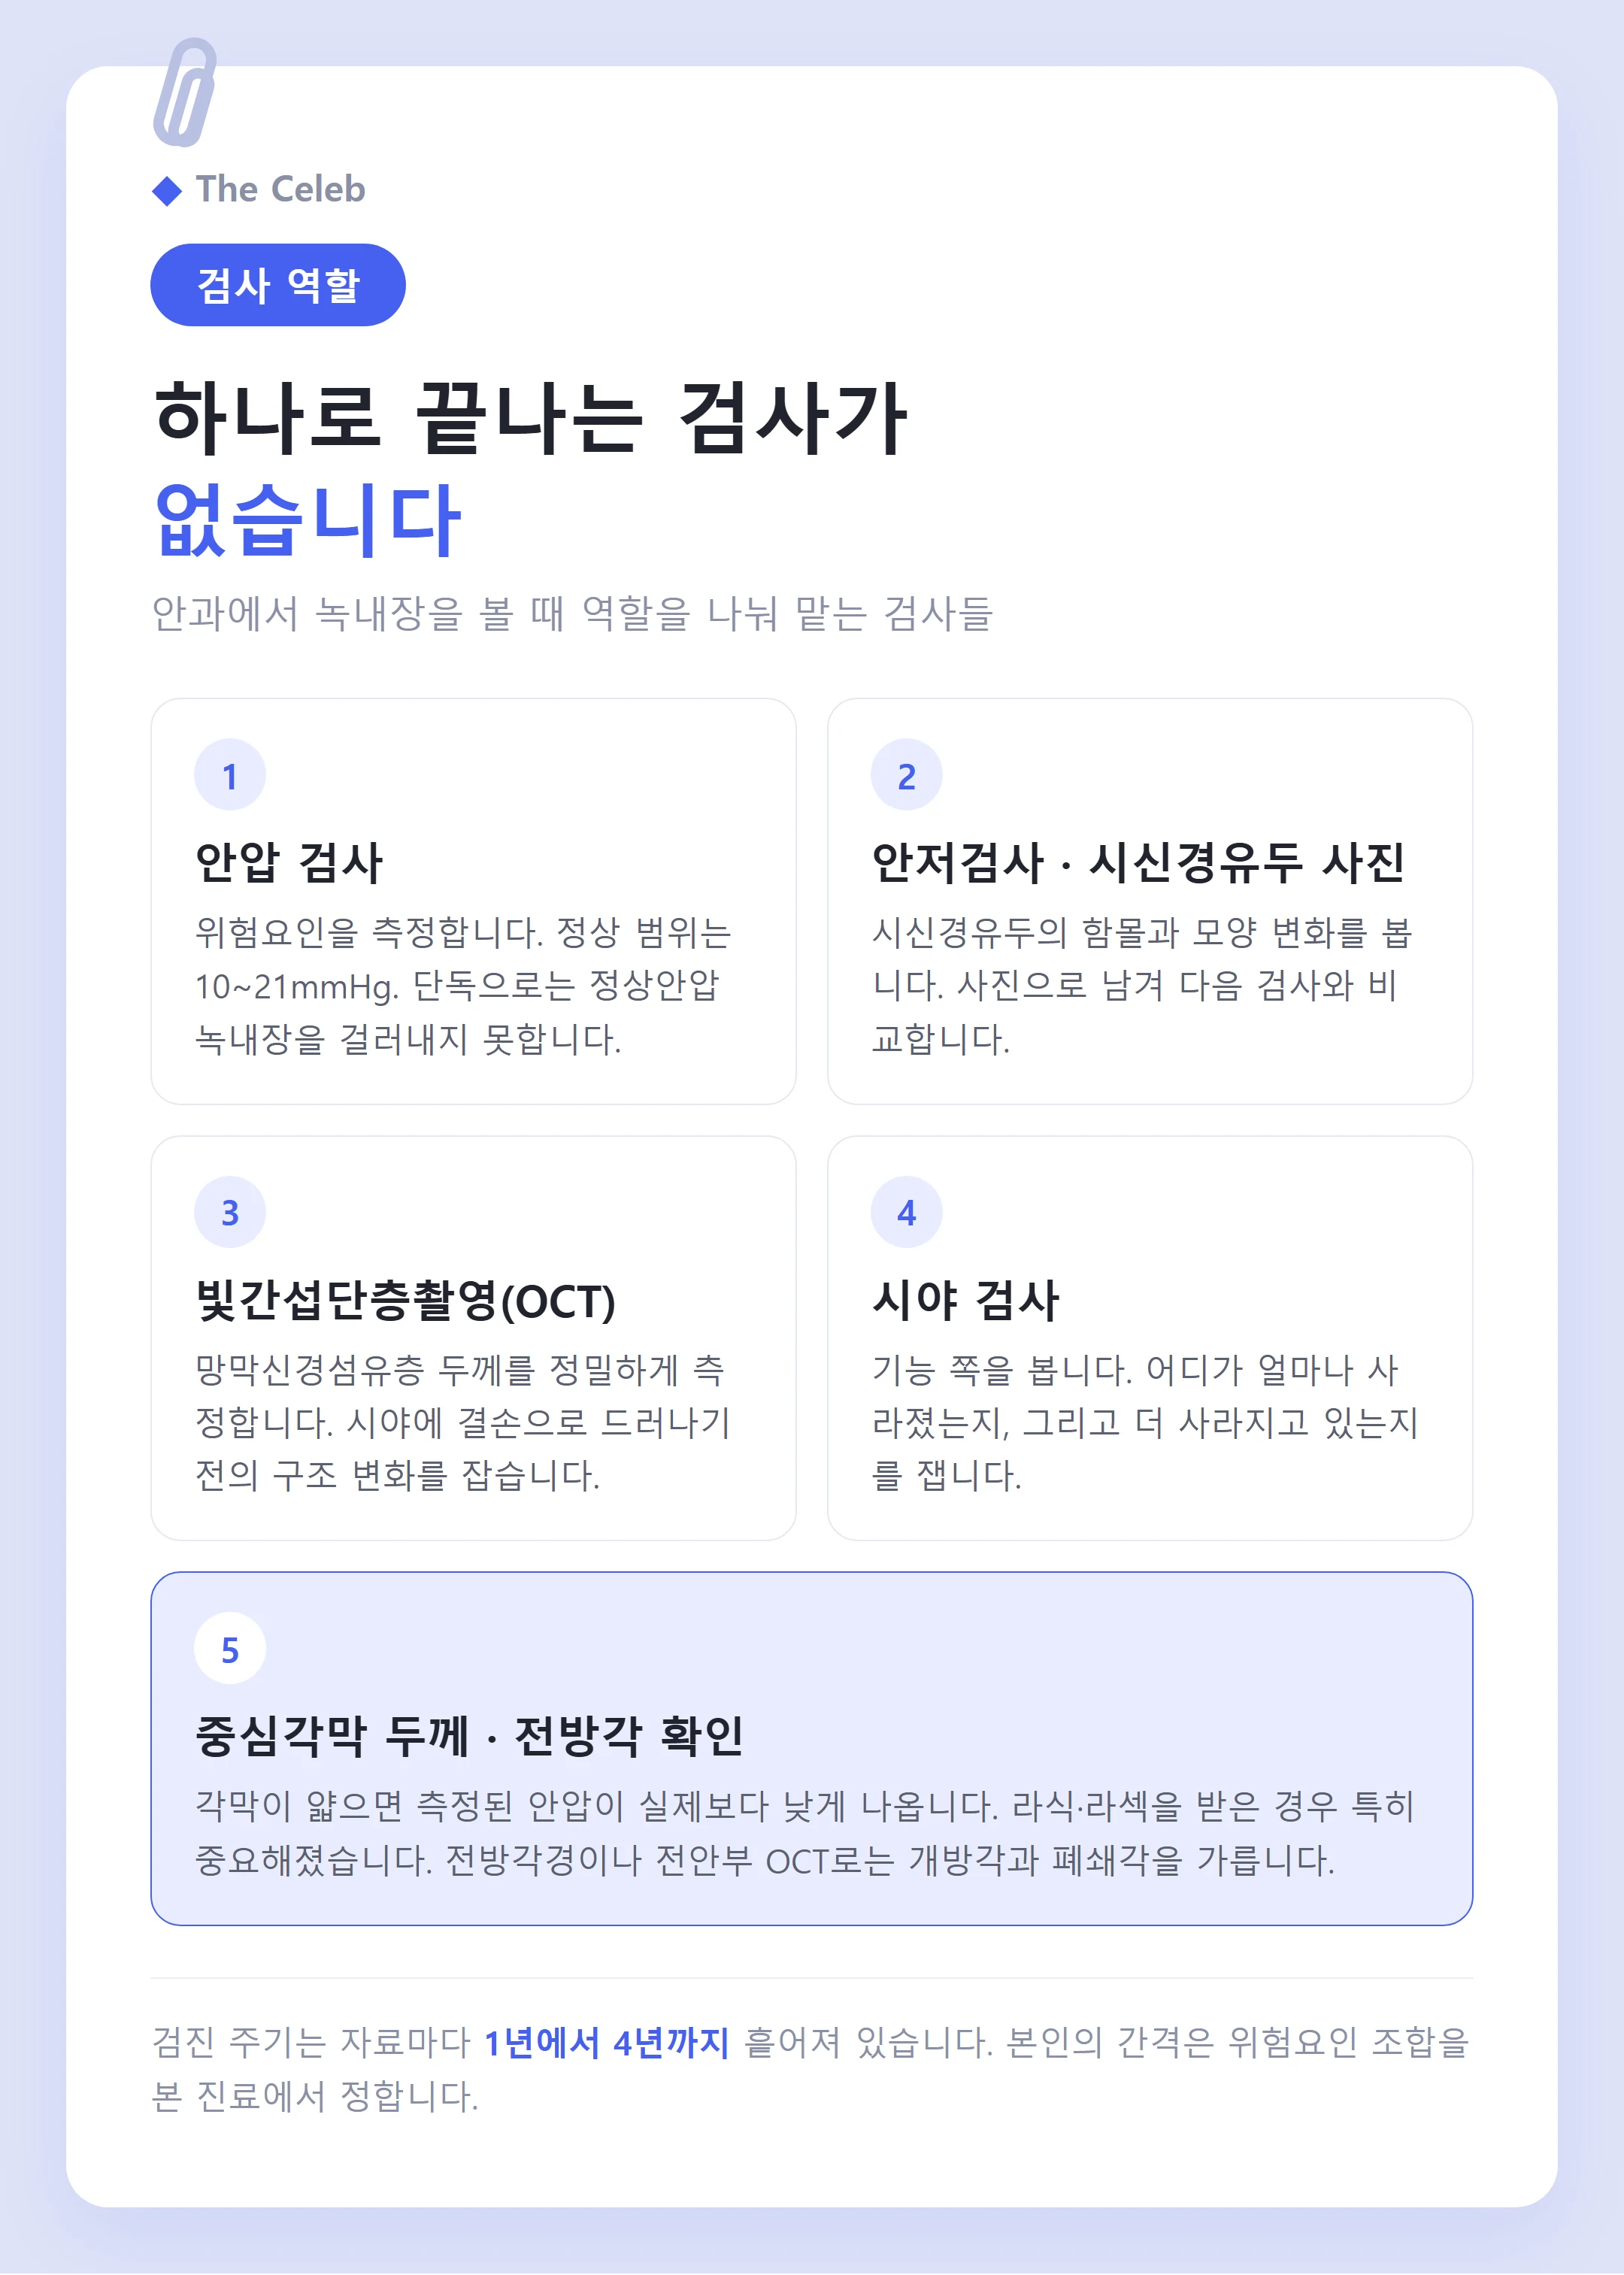 The Celeb
검사 역할
하나로 끝나는 검사가
없습니다
안과에서 녹내장을 볼 때 역할을 나눠 맡는 검사들
1
안압 검사
위험요인을 측정합니다. 정상 범위는
10~21mmHg. 단독으로는 정상안압
녹내장을 걸러내지 못합니다.
2
안저검사 · 시신경유두 사진
시신경유두의 함몰과 모양 변화를 봅
니다. 사진으로 남겨 다음 검사와 비
교합니다.
3
빛간섭단층촬영(OCT)
망막신경섬유층 두께를 정밀하게 측
정합니다. 시야에 결손으로 드러나기
전의 구조 변화를 잡습니다.
4
시야 검사
기능 쪽을 봅니다. 어디가 얼마나 사
라졌는지, 그리고 더 사라지고 있는지
를 잽니다.
5
중심각막 두께 · 전방각 확인
각막이 얇으면 측정된 안압이 실제보다 낮게 나옵니다. 라식·라섹을 받은 경우 특히
중요해졌습니다. 전방각경이나 전안부 OCT로는 개방각과 폐쇄각을 가릅니다.
검진 주기는 자료마다 1년에서 4년까지 흩어져 있습니다. 본인의 간격은 위험요인 조합을
본 진료에서 정합니다.